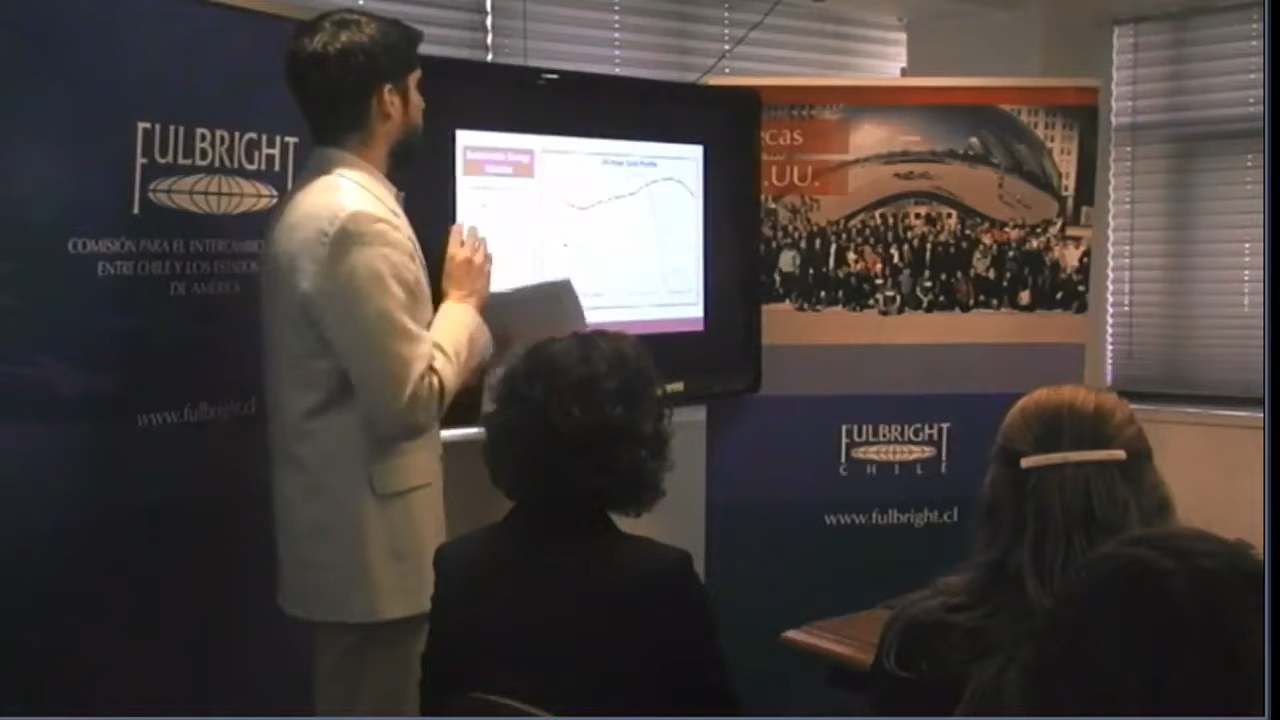 FULBRIGHT
COMISIÓN PARA EL INTERCAMBIO
ENTRE CHILE Y LOS ESTADOS
DE AMÉRICA
www.fulbright.cl
ecas
.UU.
FULBRIGHT
CHILE
www.fulbright.cl